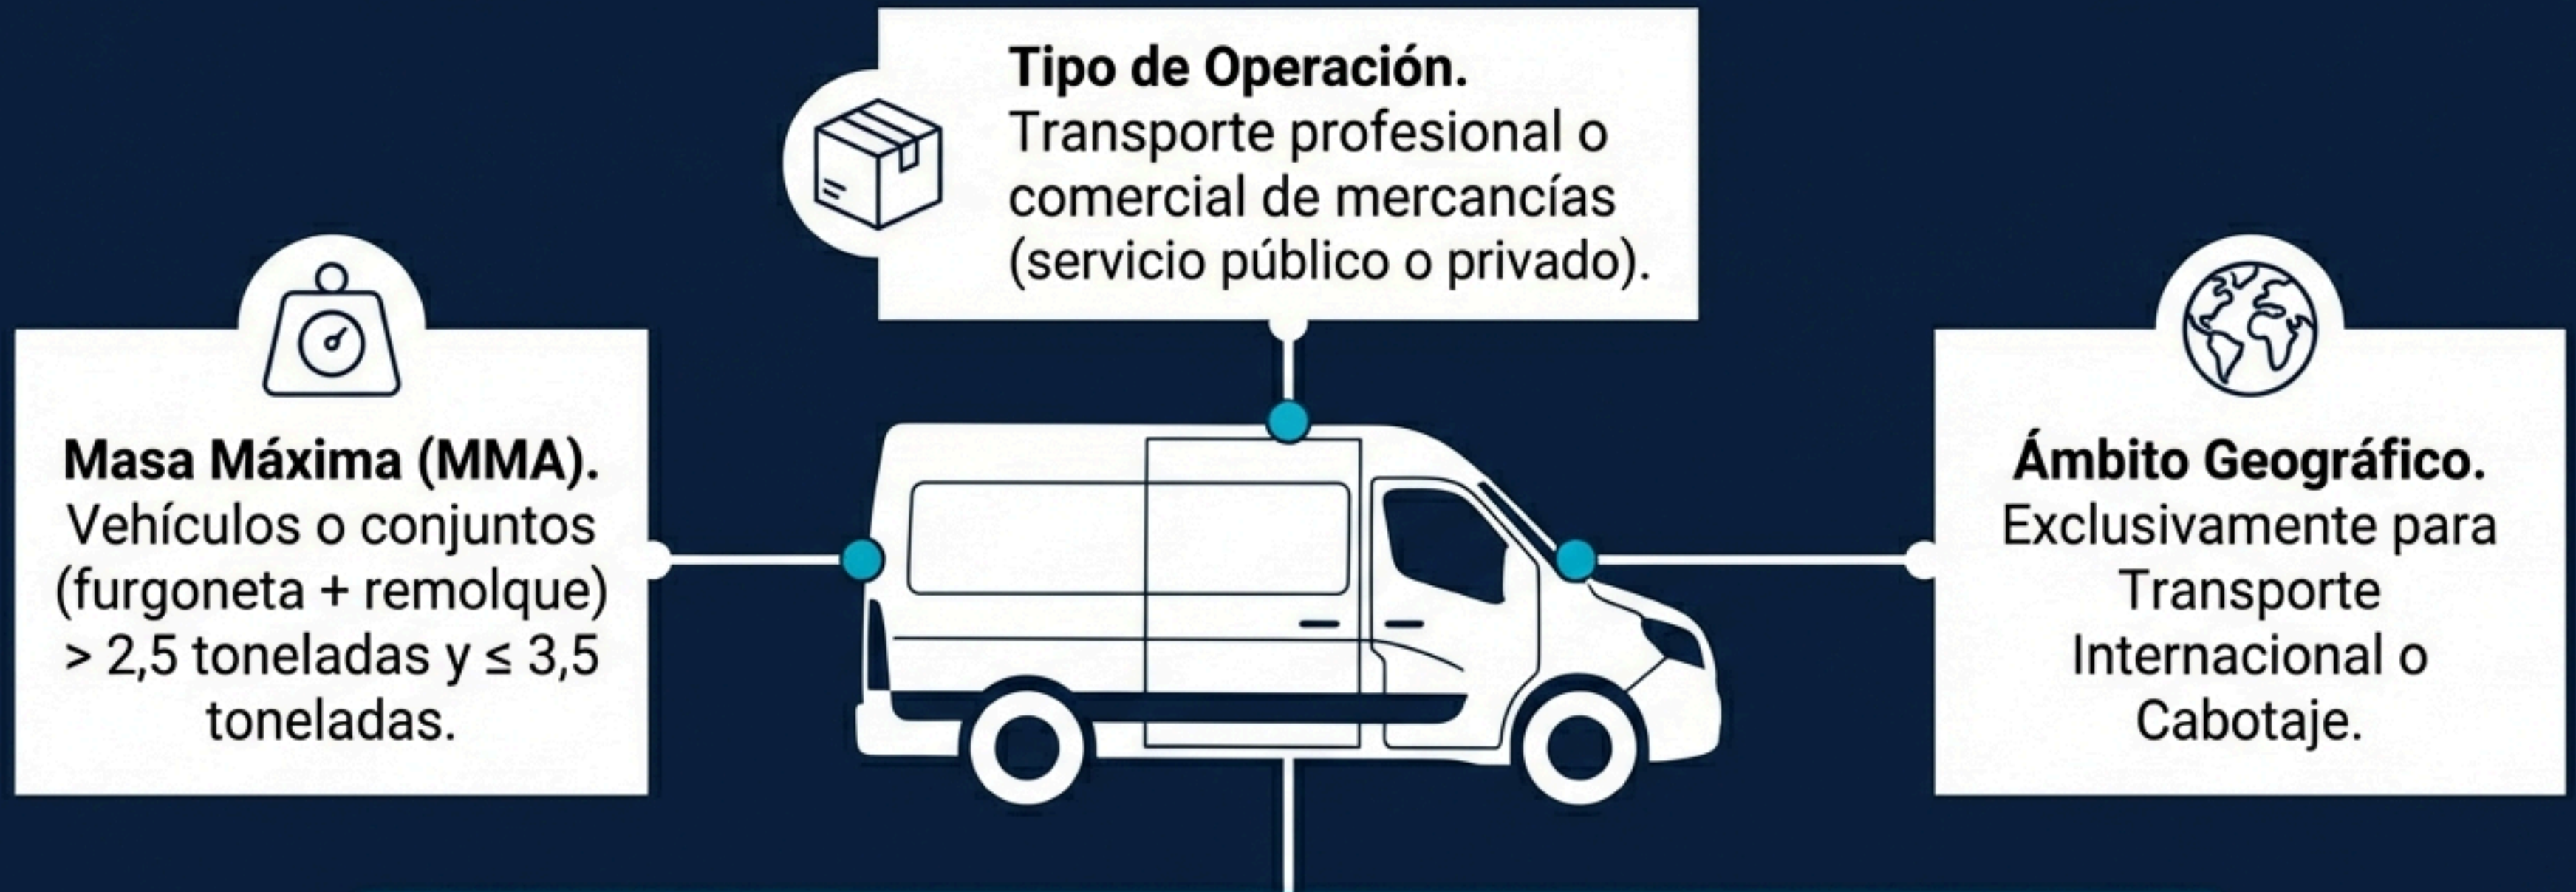 Tipo de Operación.
Transporte profesional o
comercial de mercancías
(servicio público o privado).
Masa Máxima (MMA).
Vehículos o conjuntos
(furgoneta + remolque)
> 2,5 toneladas y ≤ 3,5
toneladas.
Ámbito Geográfico.
Exclusivamente para
Transporte
Internacional o
Cabotaje.